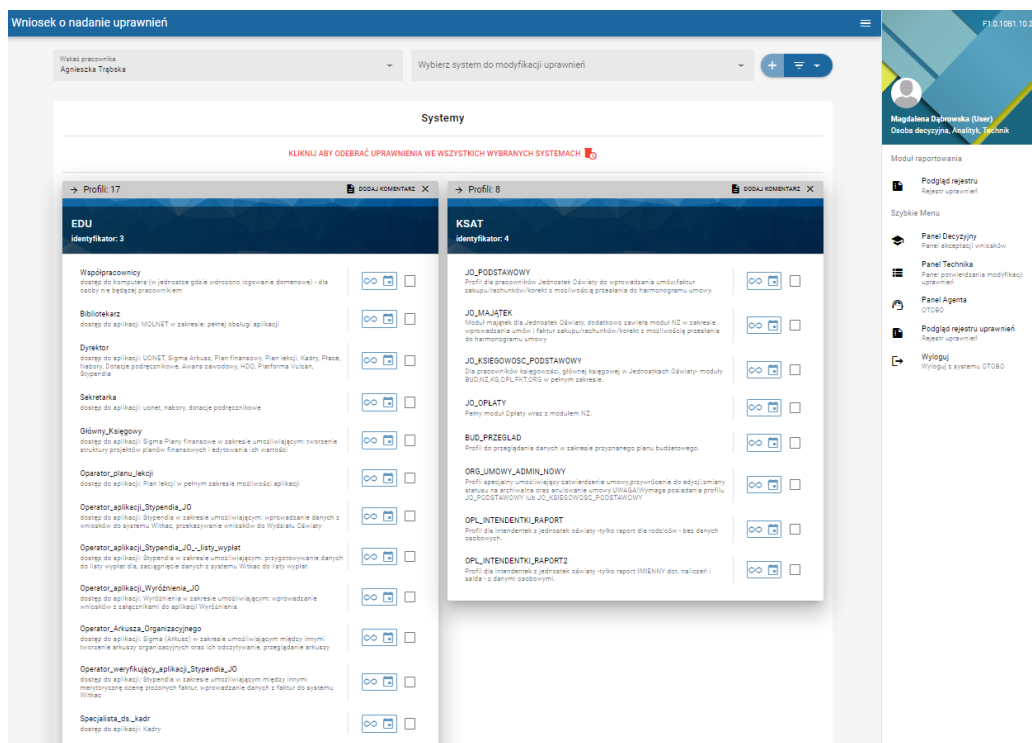 Wniosek o nadanie uprawnień
F1.0.10B1.10.2
Wskaż pracownika
Agnieszka Trąbska
Wybierz system do modyfikacji uprawnień
Magdalena Dąbrowska (User)
Osoba decyzyjna, Analityk, Technik
Systemy
KLIKNIJ ABY ODEBRAĆ UPRAWNIENIA WE WSZYSTKICH WYBRANYCH SYSTEMACH
Profili: 17
DODAJ KOMENTARZ
EDU
identyfikator: 3
Współpracownicy
dostęp do komputera (w jednostce gdzie wdrożono logowanie domenowe) - dla
osoby nie będącej pracownikiem
Bibliotekarz
dostęp do aplikacji MOLNET w zakresie: pełnej obsługi aplikacji
Dyrektor
dostęp do aplikacji: UONET, Sigma Arkusz, Plan finansowy, Plan lekcji, Kadry, Płace,
Nabory, Dotacje podręcznikowe, Awans zawodowy, HDO, Platforma Vulcan,
Stypendia
Sekretarka
dostęp do aplikacji: uonet, nabory, dotacje podręcznikowe
Główny_Księgowy
dostęp do aplikacji: Sigma Plany finansowe w zakresie umożliwiającym: tworzenie
struktury projektów planów finansowych i edytowania ich wartości
Oparator_planu_lekcji
dostęp do aplikacji: Plan lekcji w pełnym zakresie możliwości aplikacji
Operator_aplikacji_Stypendia_JO
dostęp do aplikacji: Stypendia w zakresie umożliwiającym: wprowadzanie danych z
wniosków do systemu Witkac, przekazywanie wniosków do Wydziału Oświaty
Operator_aplikacji_Stypendia_JO_-_listy_wypłat
dostęp do aplikacji: Stypendia w zakresie umożliwiającym: przygotowywanie danych
do listy wypłat dla, zaciągnięcie danych z systemu Witkac do listy wypłat
Operator_aplikacji_Wyróżnienia_JO
dostęp do aplikacji: Wyróżnienia w zakresie umożliwiającym: wprowadzanie
wniosków z załącznikami do aplikacji Wyróżnienia
Operator_Arkusza_Organizacyjnego
dostęp do aplikacji: Sigma (Arkusz) w zakresie umożliwiającym między innymi
tworzenie arkuszy organizacyjnych oraz ich odczytywanie, przeglądanie arkuszy
Operator_weryfikujący_aplikacji_Stypendia_JO
dostęp do aplikacji: Stypendia w zakresie umożliwiającym między innymi
merytoryczną ocenę złożonych faktur, wprowadzanie danych z faktur do systemu
Witkac
Specjalista_ds._kadr
dostęp do aplikacji: Kadry
Profili: 8
DODAJ KOMENTARZ
KSAT
identyfikator: 4
JO_PODSTAWOWY
Profil dla pracowników Jednostek Oświaty do wprowadzania umów,faktur
zakupu/rachunków/korekt z możliwością przesłania do harmonogramu umowy.
JO_MAJĄTEK
Moduł majątek dla Jednostek Oświaty, dodatkowo zawiera moduł NZ w zakresie
wprowadzania umów i faktur zakupu/rachunków/korekt z możliwością przesłania
do harmonogramu umowy
JO_KSIEGOWOSC_PODSTAWOWY
Dla pracowników księgowości, głównej księgowej w Jednostkach Oświaty- moduły
BUD,NZ,KG,OPL,FKT,ORG w pełnym zakresie.
JO_OPŁATY
Pełny moduł Opłaty wraz z modułem NZ.
BUD_PRZEGLAD
Profil do przeglądania danych w zakresie przyznanego planu budżetowego.
ORG_UMOWY_ADMIN_NOWY
Profil specjalny umożliwiający zatwierdzenie umowy,przywrócenie do edycji,zmiany
statusu na archiwalna oraz anulowanie umowy.UWAGA!Wymaga posiadania profilu
JO_PODSTAWOWY lub JO_KSIEGOWOSC_PODSTAWOWY
OPL_INTENDENTKI_RAPORT
Profil dla intendentek z jednostek oświaty -tylko raport dla rodziców - bez danych
osobowych.
OPL_INTENDENTKI_RAPORT2
Profil dla intendentek z jednostek oświaty -tylko raport IMIENNY dot. naliczeń i
salda - z danymi osobowymi.
Moduł raportowania
Podgląd rejestru
Rejestr uprawnień
Szybkie Menu
Panel Decyzyjny
Panel akceptacji wniosków
Panel Technika
Panel potwierdzania modyfikacji
uprawnień
Panel Agenta
OTOBO
Podgląd rejestru uprawnień
Rejestr uprawnień
Wyloguj
Wyloguj z systemu OTOBO